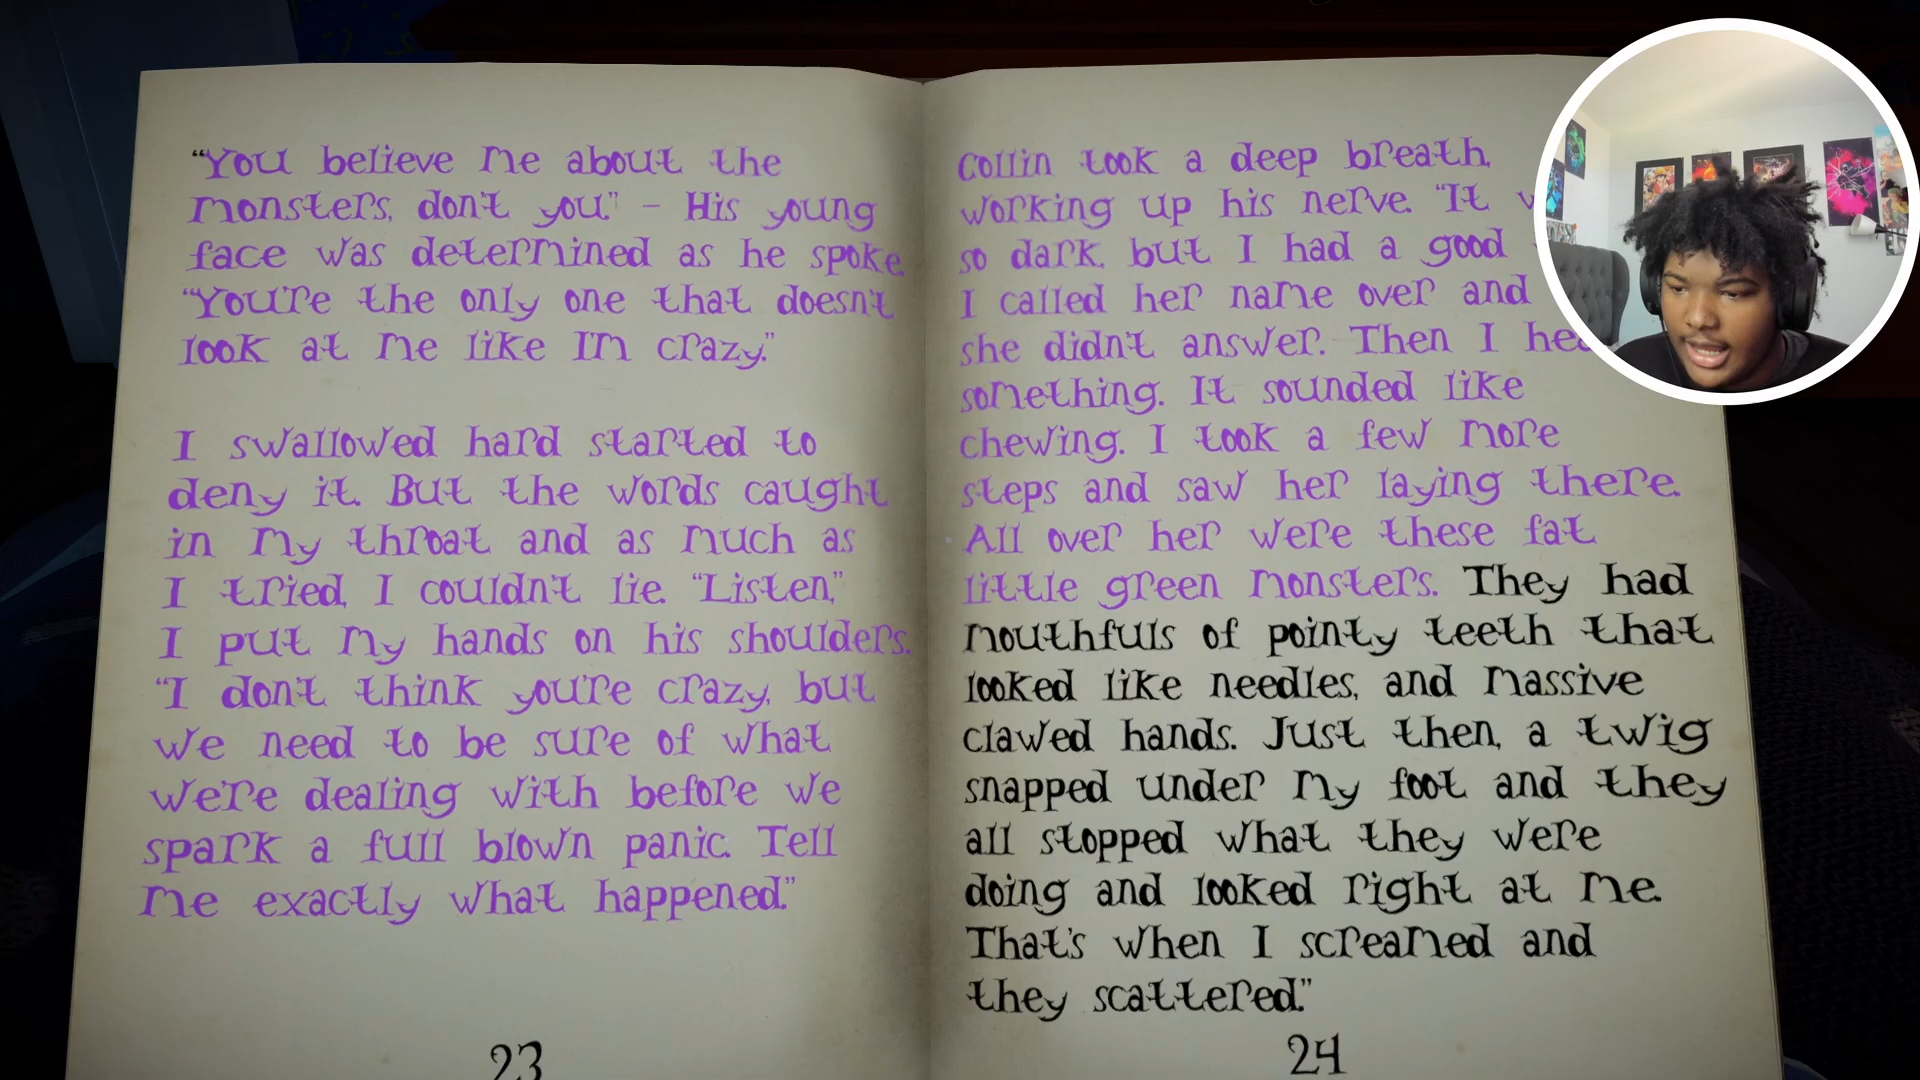 “You believe me about the
monsters, don't you.” – His young
face was determined as he spoke.
“You're the only one that doesn't
look at me like I'm crazy.”
I swallowed hard started to
deny it. But the words caught
in my throat and as much as
I tried, I couldn't lie. “Listen,”
I put my hands on his shoulders.
“I don't think you're crazy, but
we need to be sure of what
we're dealing with before we
spark a full blown panic. Tell
me exactly what happened.”
23
Collin took a deep breath,
working up his nerve. “It
so dark, but I had a good
I called her name over and
she didn't answer. Then I
something. It sounded like
chewing. I took a few more
steps and saw her laying there.
All over her were these fat
little green monsters. They had
mouthfuls of pointy teeth that
looked like needles, and massive
clawed hands. Just then, a twig
snapped under my foot and they
all stopped what they were
doing and looked right at me.
That's when I screamed and
they scattered.”
24